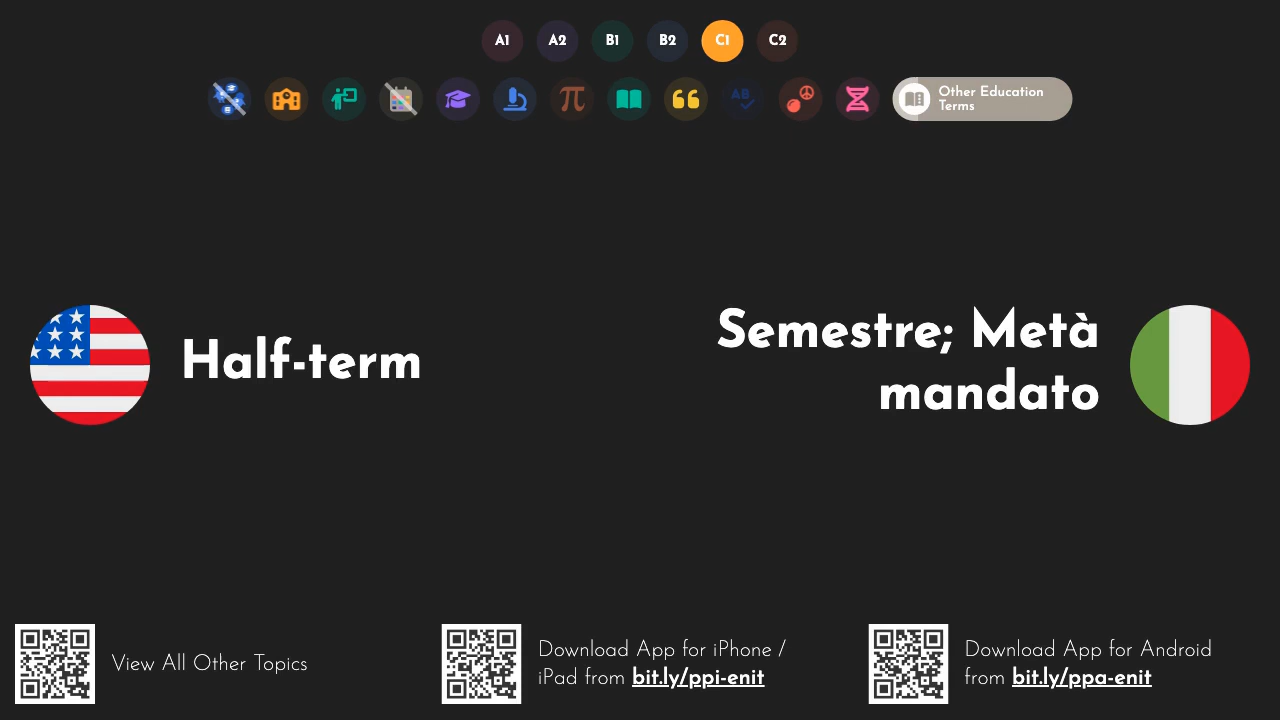 A1 A2 B1 B2 C1 C2
AB
Other Education
Terms
Half-term
Semestre; Metà
mandato
View All Other Topics
Download App for iPhone /
iPad from bit.ly/ppi-enit
Download App for Android
from bit.ly/ppa-enit